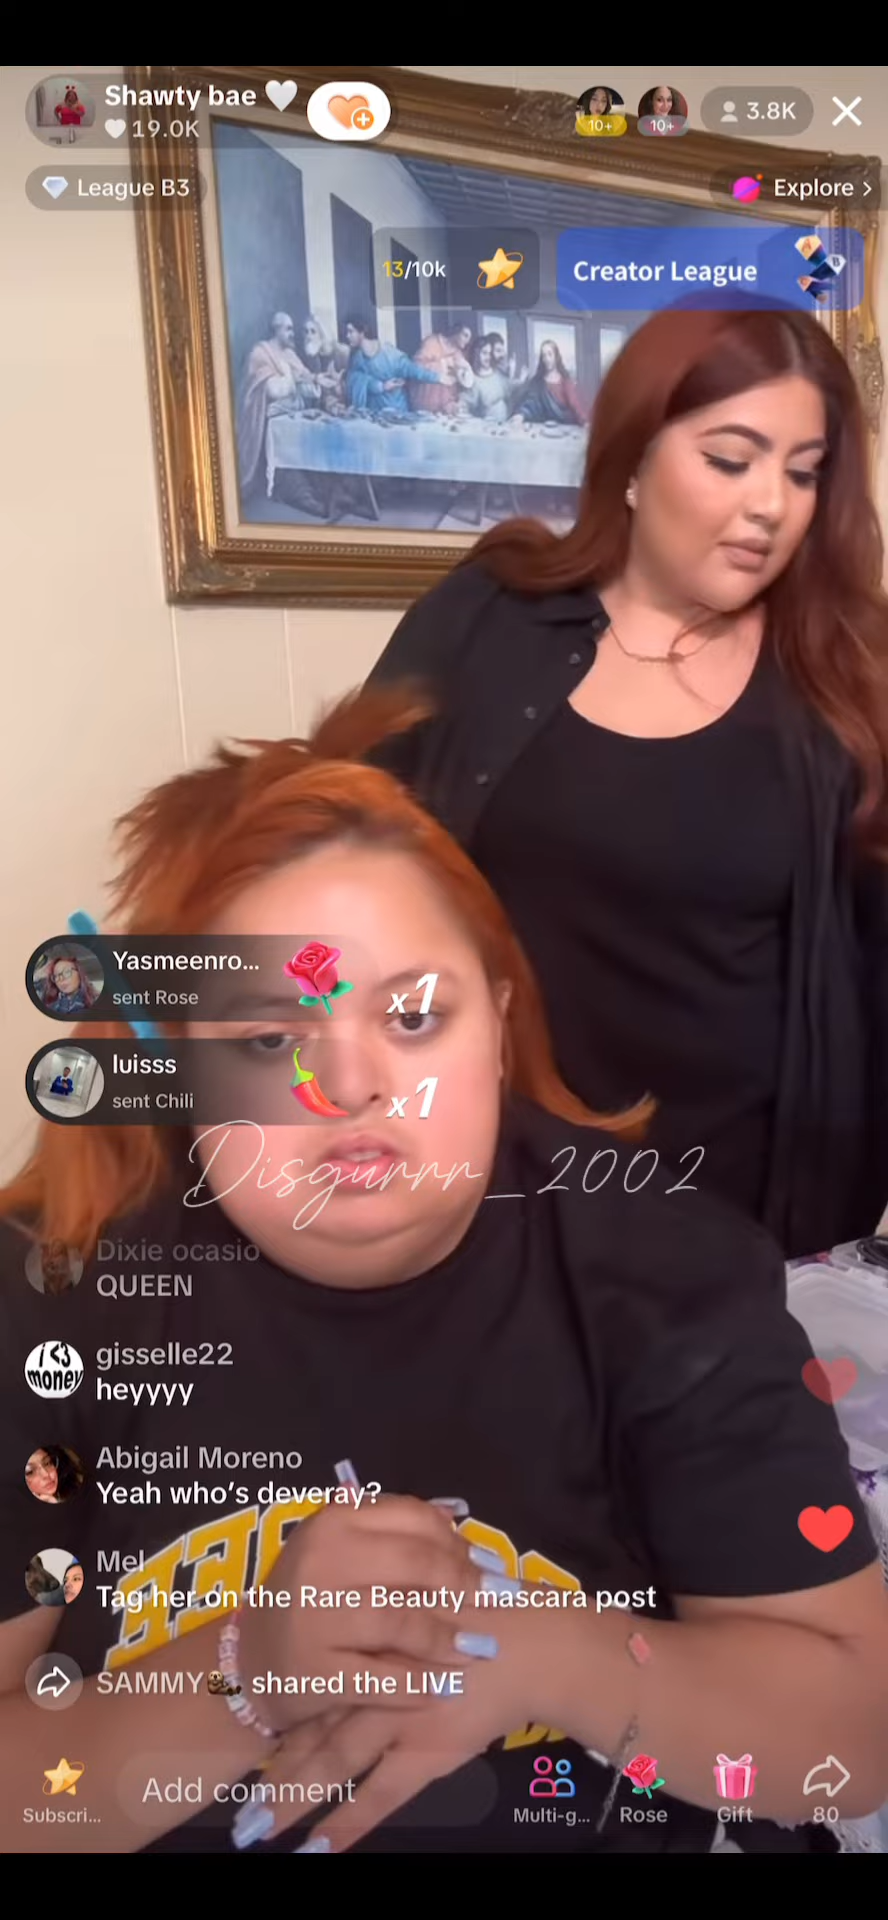 Shawty bae 🤍
19.0K
10+
10+
3.8K
League B3
Explore >
13/10k
Creator League
Yasmeenro...
sent Rose
x1
luisss
sent Chili
x1
Disgurrr_2002
Dixie ocasio
QUEEN
i <3
money
gisselle22
heyyyy
Abigail Moreno
Yeah who's deveray?
Mel
Tag her on the Rare Beauty mascara post
SAMMY🦦 shared the LIVE
Subscri...
Add comment
Multi-g...
Rose
Gift
80